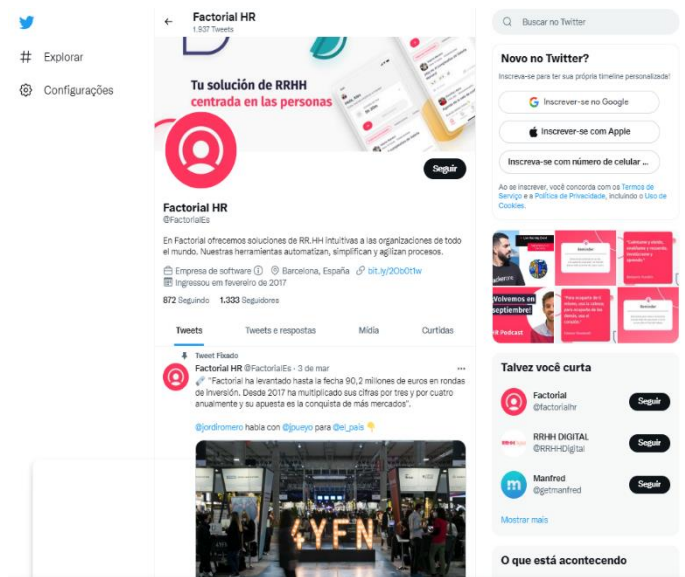 Explorar
Configurações
Factorial HR
1.937 Tweets
Tu solución de RRHH
centrada en las personas
Seguir
Factorial HR
@FactorialEs
En Factorial ofrecemos soluciones de RR.HH intuitivas a las organizaciones de todo
el mundo. Nuestras herramientas automatizan, simplifican y agilizan procesos.
Empresa de software Barcelona, España bit.ly/2Ob0t1w
Ingressou em fevereiro de 2017
872 Seguindo 1.333 Seguidores
Tweets Tweets e respostas Mídia Curtidas
Tweet Fixado
Factorial HR @FactorialEs · 3 de mar
"Factorial ha levantado hasta la fecha 90,2 millones de euros en rondas
de inversión. Desde 2017 ha multiplicado sus cifras por tres y por cuatro
anualmente y su apuesta es la conquista de más mercados".
@jordiromero habla con @jpueyo para @el_pais
4YFN
Buscar no Twitter
Novo no Twitter?
Inscreva-se para ter sua própria timeline personalizada!
Inscrever-se no Google
Inscrever-se com Apple
Inscreva-se com número de celular ...
Ao se inscrever, você concorda com os Termos de
Serviço e a Política de Privacidade, incluindo o Uso de
Cookies.
Volvemos en
septiembre!
HR Podcast
Talvez você curta
Factorial
@factorialhr
Seguir
RRHH DIGITAL
@RRHHDigital
Seguir
Manfred
@getmanfred
Seguir
Mostrar mais
O que está acontecendo